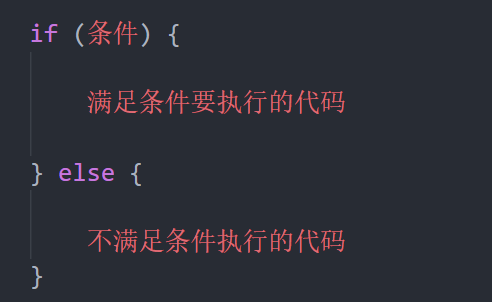 if (条件) {
满足条件要执行的代码
} else {
不满足条件执行的代码
}